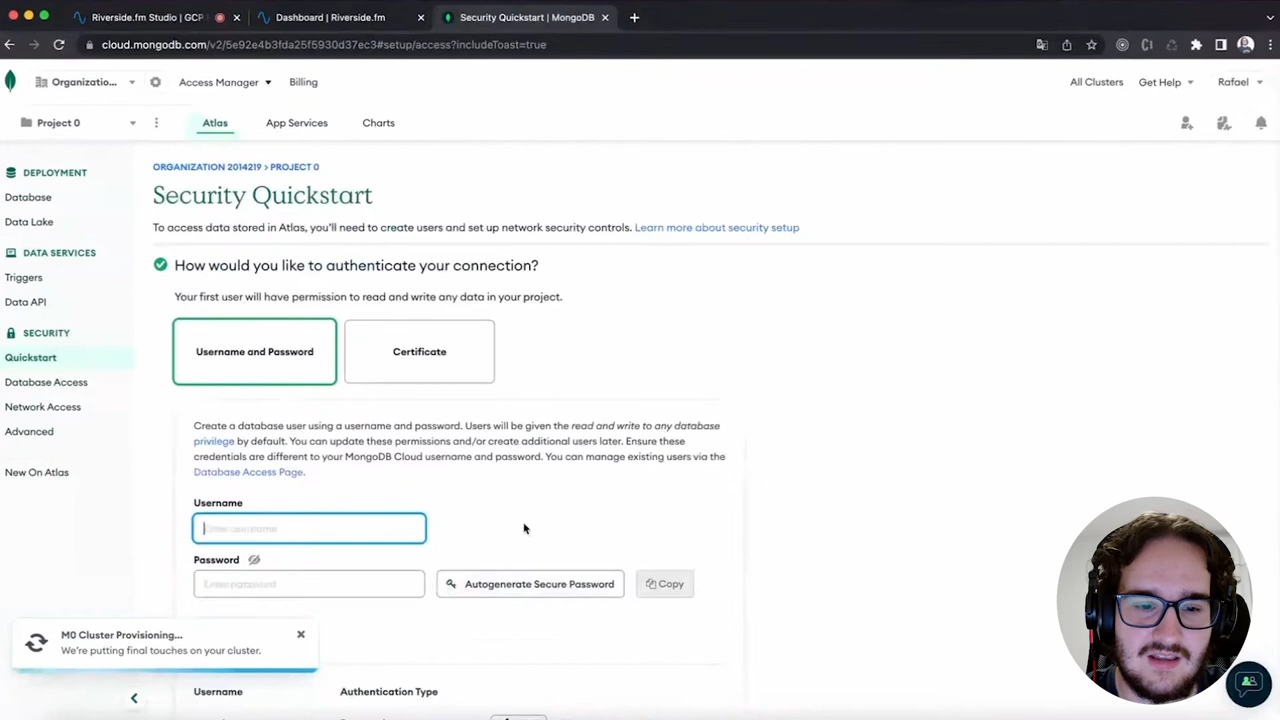 Riverside.fm Studio | GCP
Dashboard | Riverside.fm
Security Quickstart | MongoDB
cloud.mongodb.com/v2/5e92e4b3fda25f5930d37ec3#setup/access?includeToast=true
Organizatio...
Access Manager
Billing
All Clusters
Get Help
Rafael
Project 0
Atlas
App Services
Charts
DEPLOYMENT
Database
Data Lake
DATA SERVICES
Triggers
Data API
SECURITY
Quickstart
Database Access
Network Access
Advanced
New On Atlas
ORGANIZATION 2014219 > PROJECT 0
Security Quickstart
To access data stored in Atlas, you'll need to create users and set up network security controls. Learn more about security setup
How would you like to authenticate your connection?
Your first user will have permission to read and write any data in your project.
Username and Password
Certificate
Create a database user using a username and password. Users will be given the read and write to any database
privilege by default. You can update these permissions and/or create additional users later. Ensure these
credentials are different to your MongoDB Cloud username and password. You can manage existing users via the
Database Access Page.
Username
Enter username
Password
Enter password
Autogenerate Secure Password
Copy
Username
Authentication Type
M0 Cluster Provisioning...
We're putting final touches on your cluster.